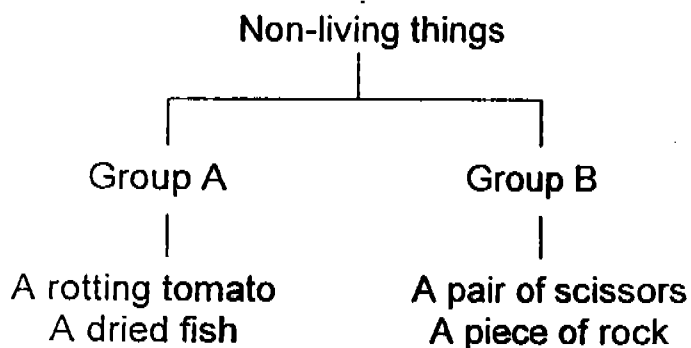 Non-living things
Group A
Group B
A rotting tomato
A dried fish
A pair of scissors
A piece of rock